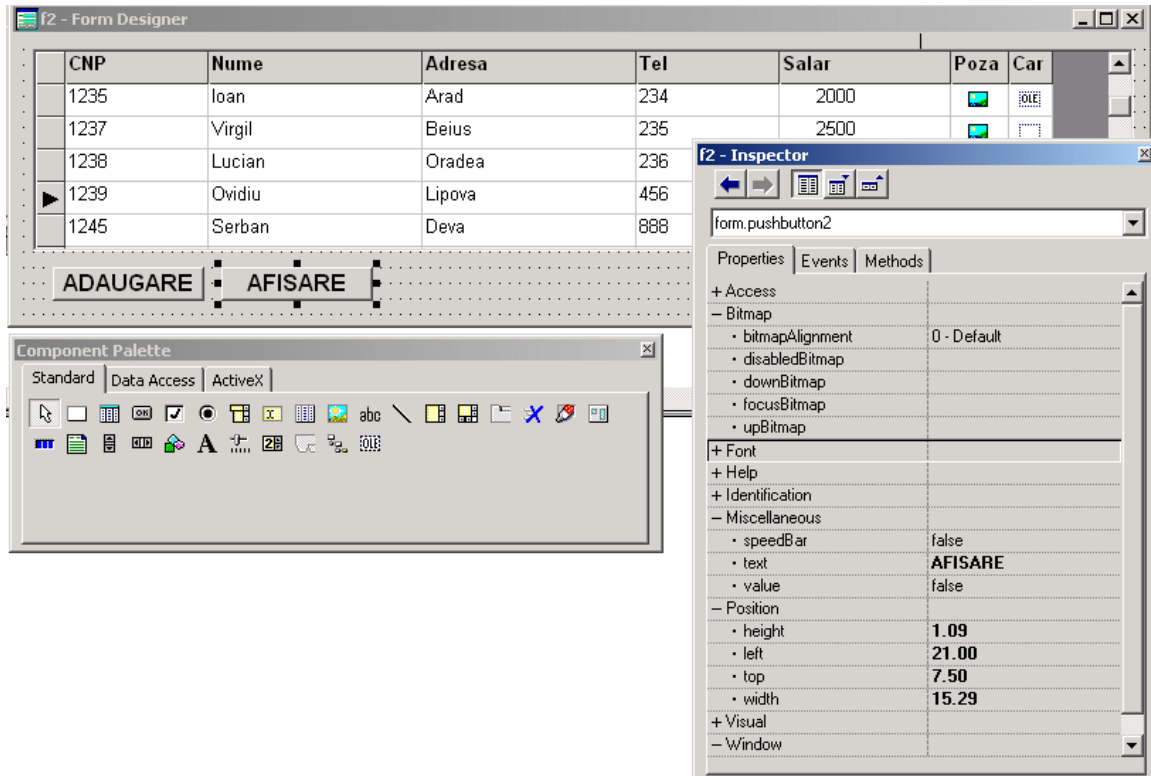 f2 - Form Designer
CNP Nume Adresa Tel Salar Poza Car
1235 Ioan Arad 234 2000 OLE
1237 Virgil Beius 235 2500
1238 Lucian Oradea 236
1239 Ovidiu Lipova 456
1245 Serban Deva 888
ADAUGARE AFISARE
Component Palette
Standard Data Access ActiveX
OK abc
A OLE
f2 - Inspector
form.pushbutton2
Properties Events Methods
+ Access
– Bitmap
• bitmapAlignment 0 - Default
• disabledBitmap
• downBitmap
• focusBitmap
• upBitmap
+ Font
+ Help
+ Identification
– Miscellaneous
• speedBar false
• text AFISARE
• value false
– Position
• height 1.09
• left 21.00
• top 7.50
• width 15.29
+ Visual
– Window